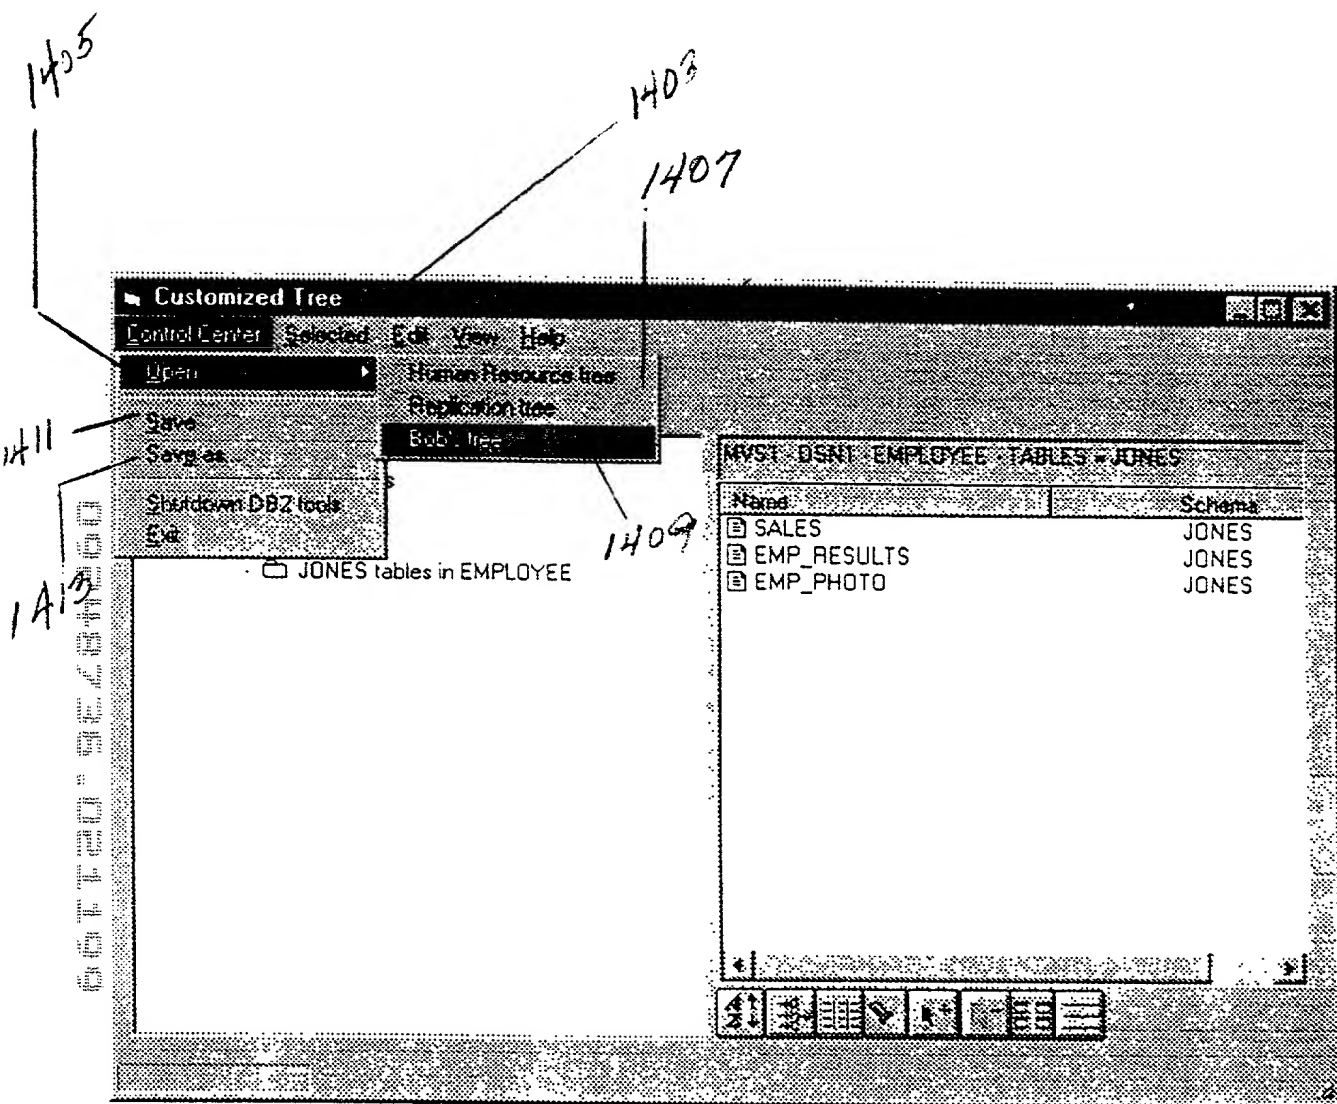 1405
1403
1407
Customized Tree
Control Center Selected Edit View Help
Open
Human Resource tree
Replication tree
Bob's tree
Save
Save as...
Shutdown DB2 tools
Exit
1411
1413
1409
s
JONES tables in EMPLOYEE
MVS1 - DSN1 - EMPLOYEE - TABLES = JONES
Name Schema
SALES JONES
EMP_RESULTS JONES
EMP_PHOTO JONES